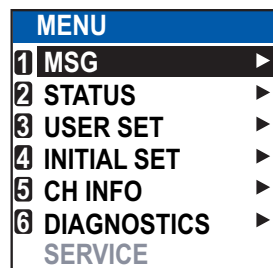 MENU
1 MSG ►
2 STATUS ►
3 USER SET ►
4 INITIAL SET ►
5 CH INFO ►
6 DIAGNOSTICS ►
SERVICE